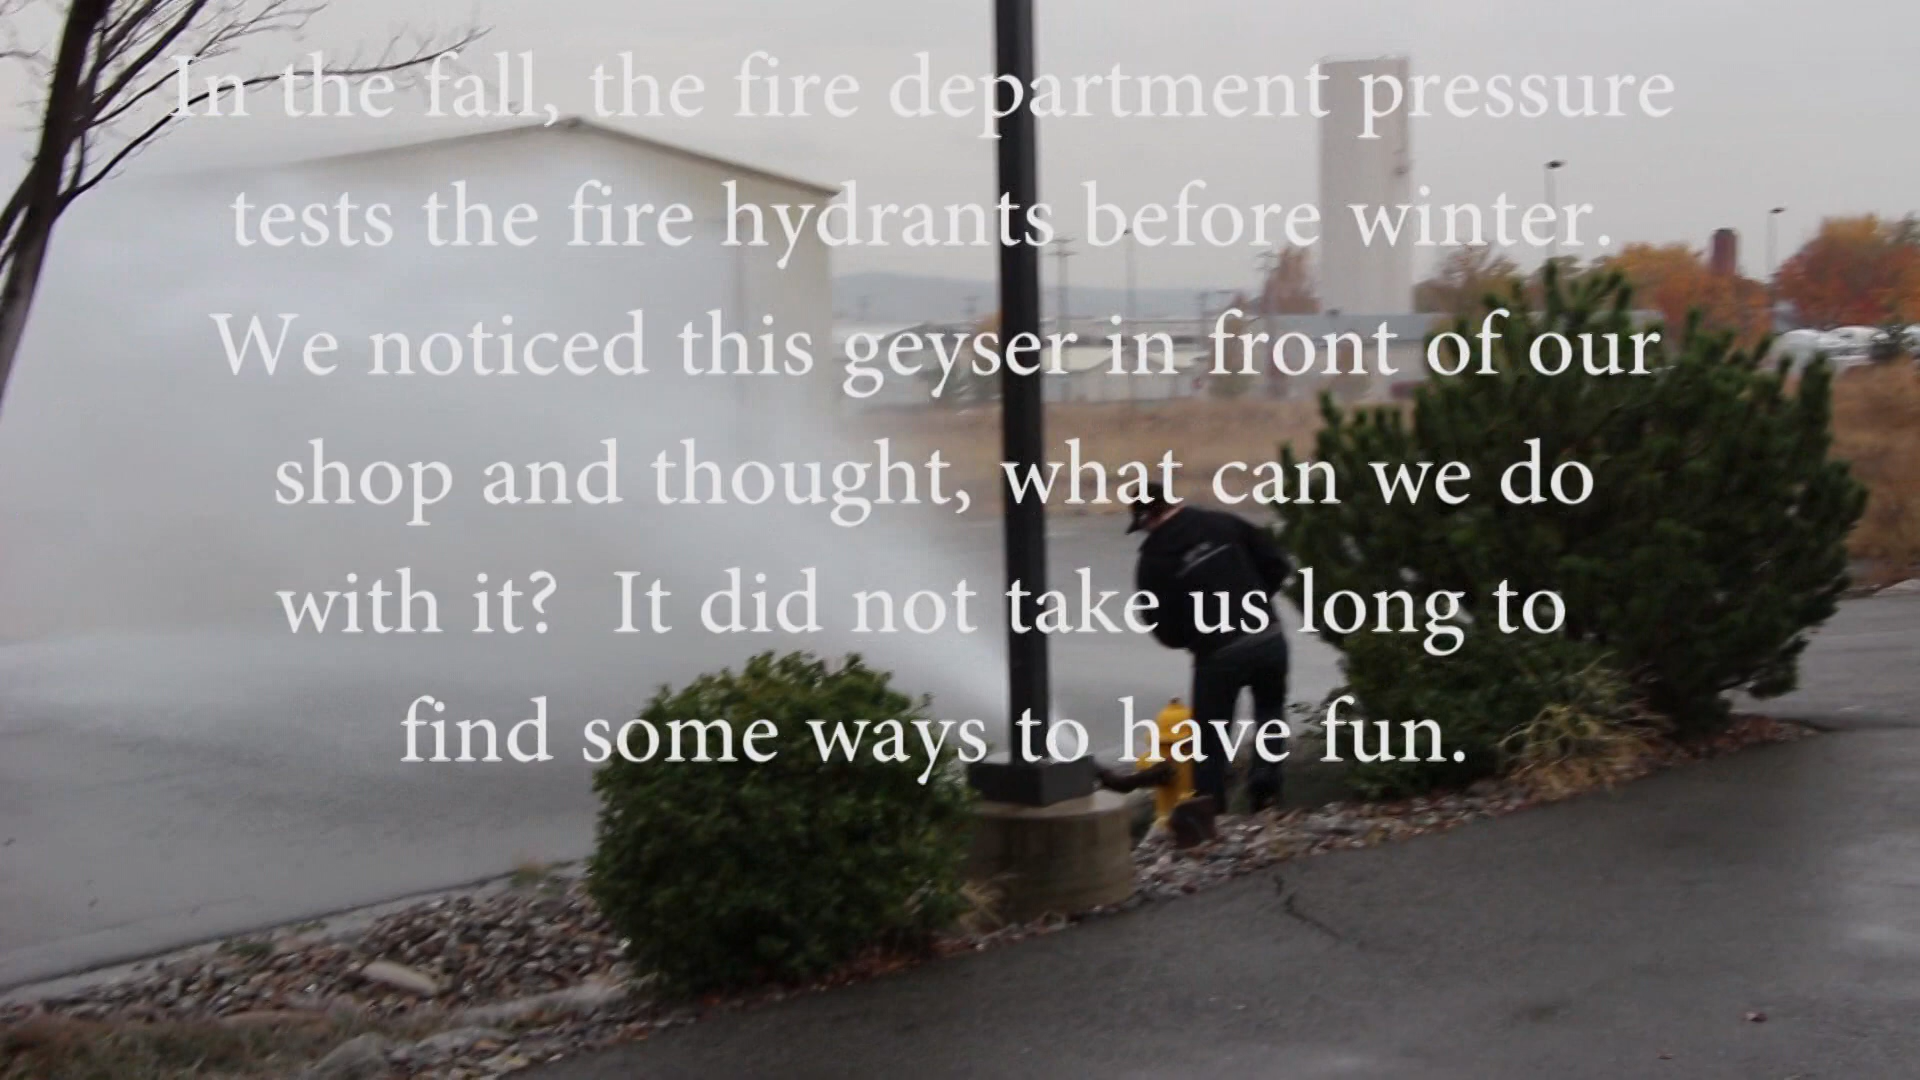 In the fall, the fire department pressure
tests the fire hydrants before winter.
We noticed this geyser in front of our
shop and thought, what can we do
with it?  It did not take us long to
find some ways to have fun.